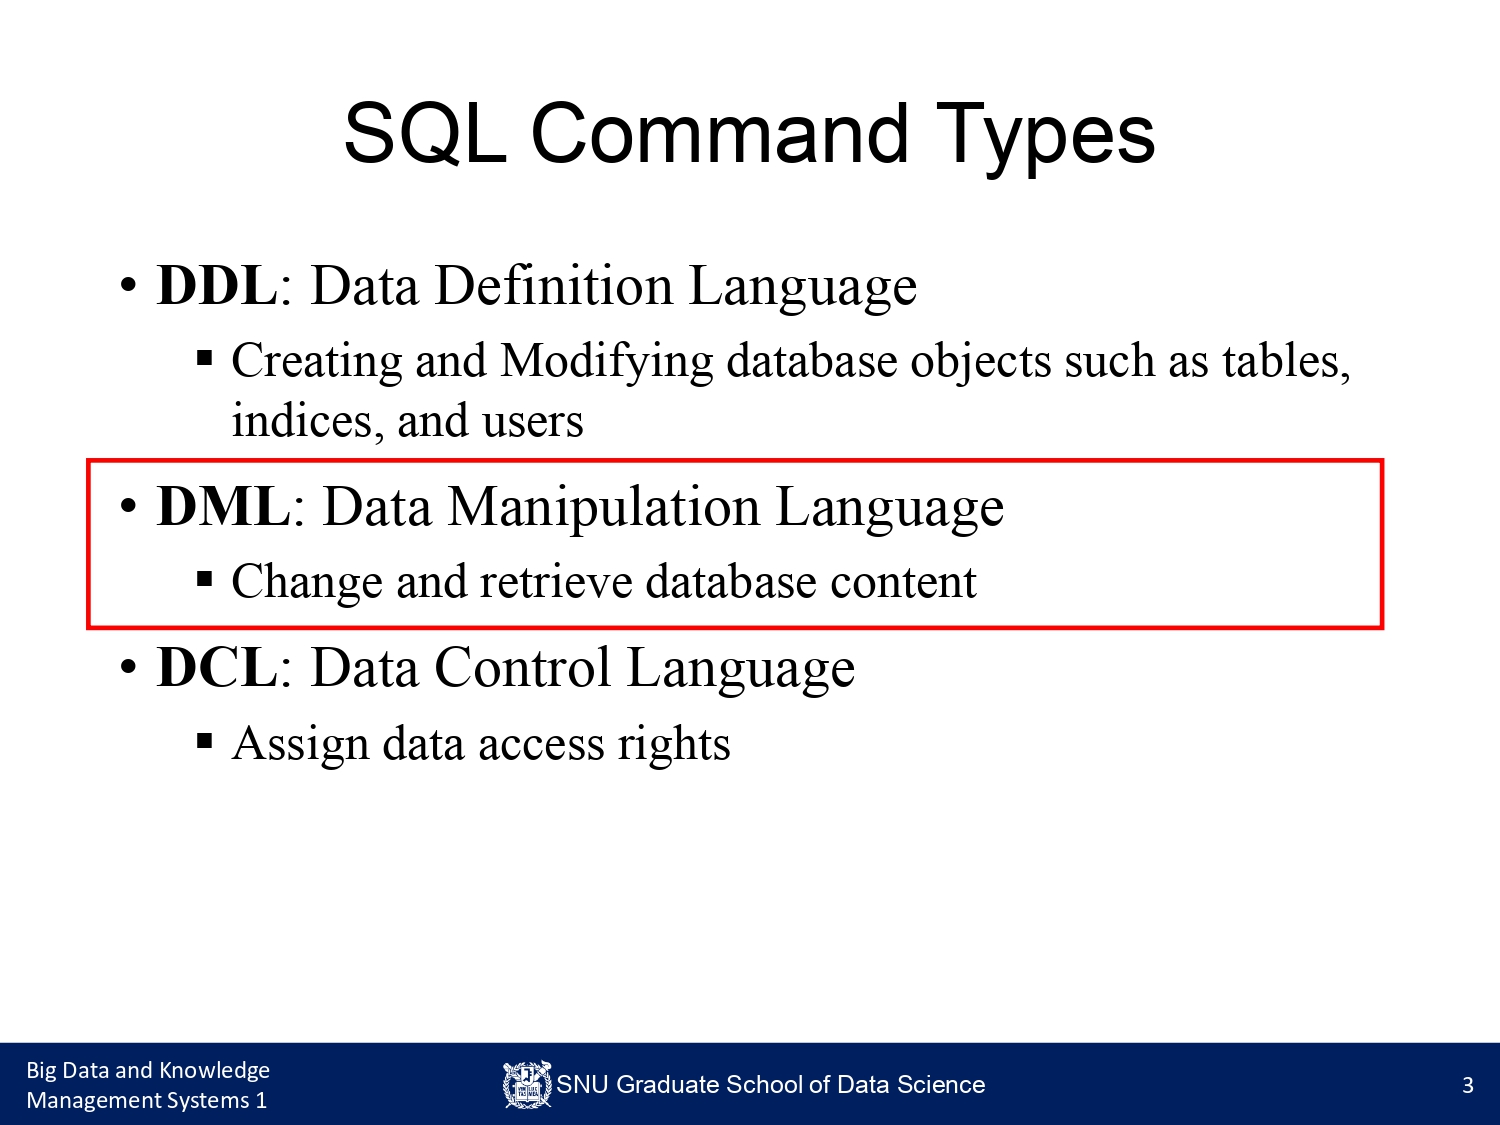 SQL Command Types
• DDL: Data Definition Language
▪ Creating and Modifying database objects such as tables,
indices, and users
• DML: Data Manipulation Language
▪ Change and retrieve database content
• DCL: Data Control Language
▪ Assign data access rights
Big Data and Knowledge
Management Systems 1
SNU Graduate School of Data Science
3